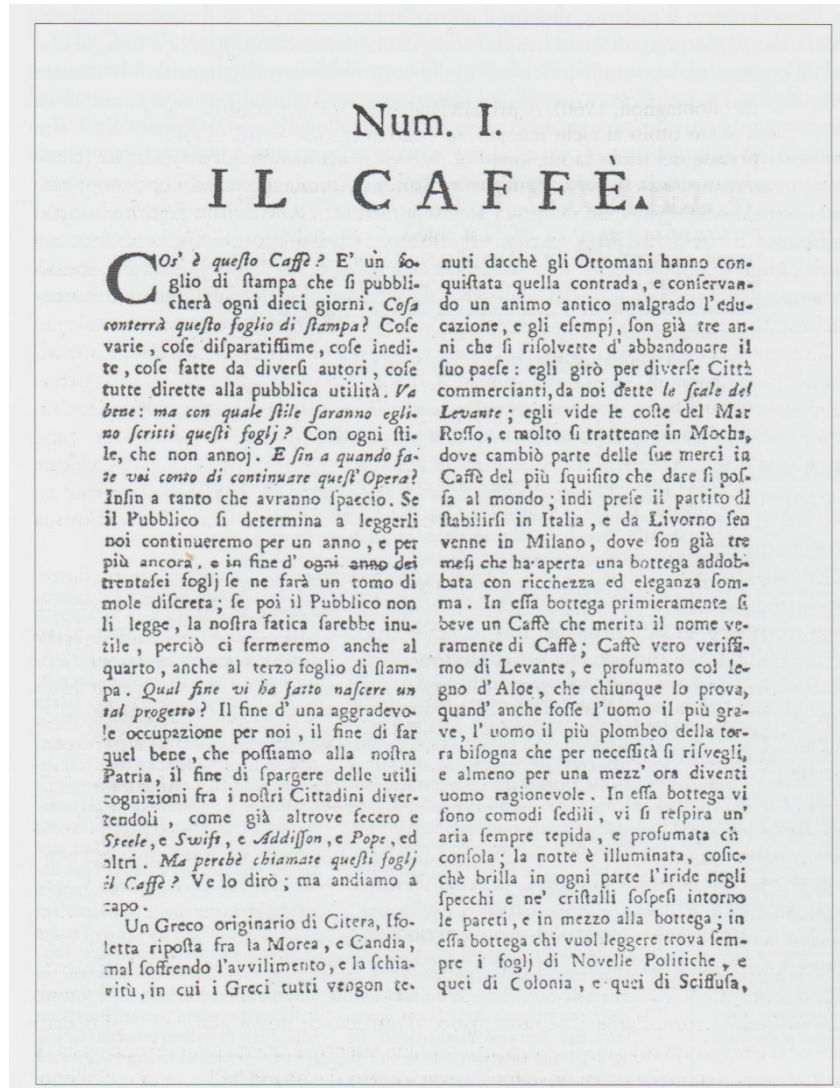 Num. I.
IL CAFFÈ.
COs' è queſto Caffè? E' un fo-
glio di ſtampa che ſi pubbli-
cherà ogni dieci giorni. Coſa
conterrà queſto foglio di ſtampa? Coſe
varie, coſe diſparatiſſime, coſe inedi-
te, coſe fatte da diverſi autori, coſe
tutte dirette alla pubblica utilità. Va
bene: ma con quale ſtile ſaranno egli-
no ſcritti queſti foglj? Con ogni ſti-
le, che non annoj. E ſin a quando fa-
te voi conto di continuare queſt' Opera?
Inſin a tanto che avranno ſpaccio. Se
il Pubblico ſi determina a leggerli
noi continueremo per un anno, e per
più ancora, e in fine d' ogni anno dei
trentaſei foglj ſe ne farà un tomo di
mole diſcreta; ſe poi il Pubblico non
li legge, la noſtra fatica ſarebbe inu-
tile, perciò ci fermeremo anche al
quarto, anche al terzo foglio di ſtam-
pa. Qual fine vi ha fatto naſcere un
tal progetto? Il fine d' una aggradevo-
le occupazione per noi, il fine di far
quel bene, che poſſiamo alla noſtra
Patria, il fine di ſpargere delle utili
cognizioni fra i noſtri Cittadini diver-
tendoli, come già altrove fecero e
Steele, e Swift, e Addiſſon, e Pope, ed
altri. Ma perchè chiamate queſti foglj
il Caffè? Ve lo dirò; ma andiamo a
capo.
Un Greco originario di Citera, Iſo-
letta ripoſta fra la Morea, e Candia,
mal ſoffrendo l'avvilimento, e la ſchia-
vitù, in cui i Greci tutti vengon te-
nuti dacchè gli Ottomani hanno con-
quiſtata quella contrada, e conſervan-
do un animo antico malgrado l'edu-
cazione, e gli eſempj, ſon già tre an-
ni che ſi riſolvette d' abbandonare il
ſuo paeſe: egli girò per diverſe Città
commercianti, da noi dette le ſcale del
Levante; egli vide le coſte del Mar
Roſſo, e molto ſi trattenne in Mocha,
dove cambiò parte delle ſue merci in
Caffè del più ſquiſito che dare ſi poſ-
ſa al mondo; indi preſe il partito di
ſtabilirſi in Italia, e da Livorno ſen
venne in Milano, dove ſon già tre
meſi che ha aperta una bottega addob-
bata con ricchezza ed eleganza ſom-
ma. In eſſa bottega primieramente ſi
beve un Caffè che merita il nome ve-
ramente di Caffè; Caffè vero veriſſi-
mo di Levante, e profumato col le-
gno d'Aloe, che chiunque lo prova,
quand' anche foſſe l'uomo il più gra-
ve, l' uomo il più plombeo della ter-
ra biſogna che per neceſſità ſi riſvegli,
e almeno per una mezz' ora diventi
uomo ragionevole. In eſſa bottega vi
ſono comodi ſedili, vi ſi reſpira un'
aria ſempre tepida, e profumata ch
conſola; la notte è illuminata, coſic-
chè brilla in ogni parte l'iride negli
ſpecchi e ne' criſtalli ſoſpeſi intorno
le pareti, e in mezzo alla bottega; in
eſſa bottega chi vuol leggere trova ſem-
pre i foglj di Novelle Politiche, e
quei di Colonia, e quei di Sciffuſa,